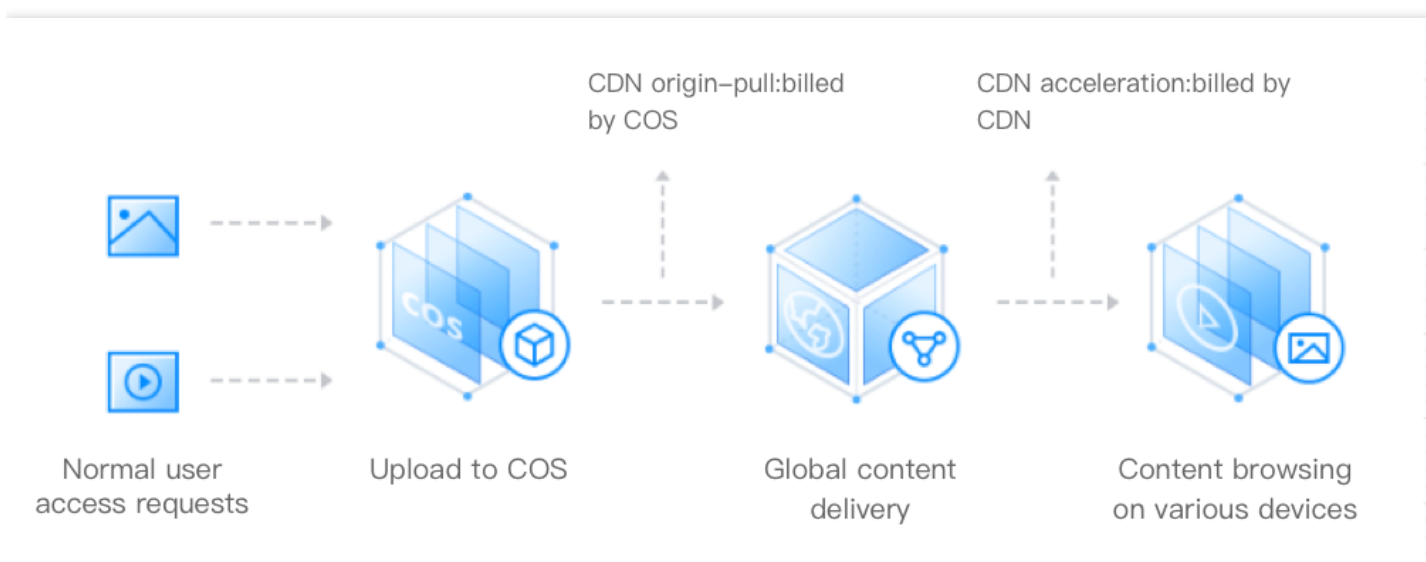 CDN origin-pull:billed
by COS
CDN acceleration:billed by
CDN
COS
Normal user
access requests
Upload to COS
Global content
delivery
Content browsing
on various devices